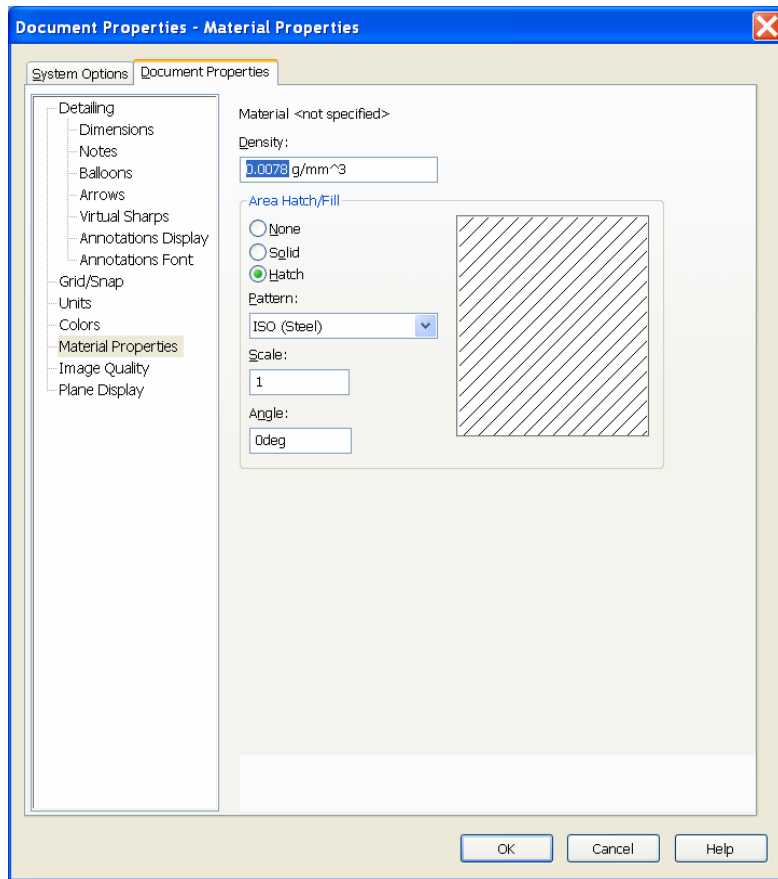 Document Properties - Material Properties
System Options
Document Properties
Detailing
Dimensions
Notes
Balloons
Arrows
Virtual Sharps
Annotations Display
Annotations Font
Grid/Snap
Units
Colors
Material Properties
Image Quality
Plane Display
Material <not specified>
Density:
0.0078 g/mm^3
Area Hatch/Fill
None
Solid
Hatch
Pattern:
ISO (Steel)
Scale:
1
Angle:
0deg
OK
Cancel
Help